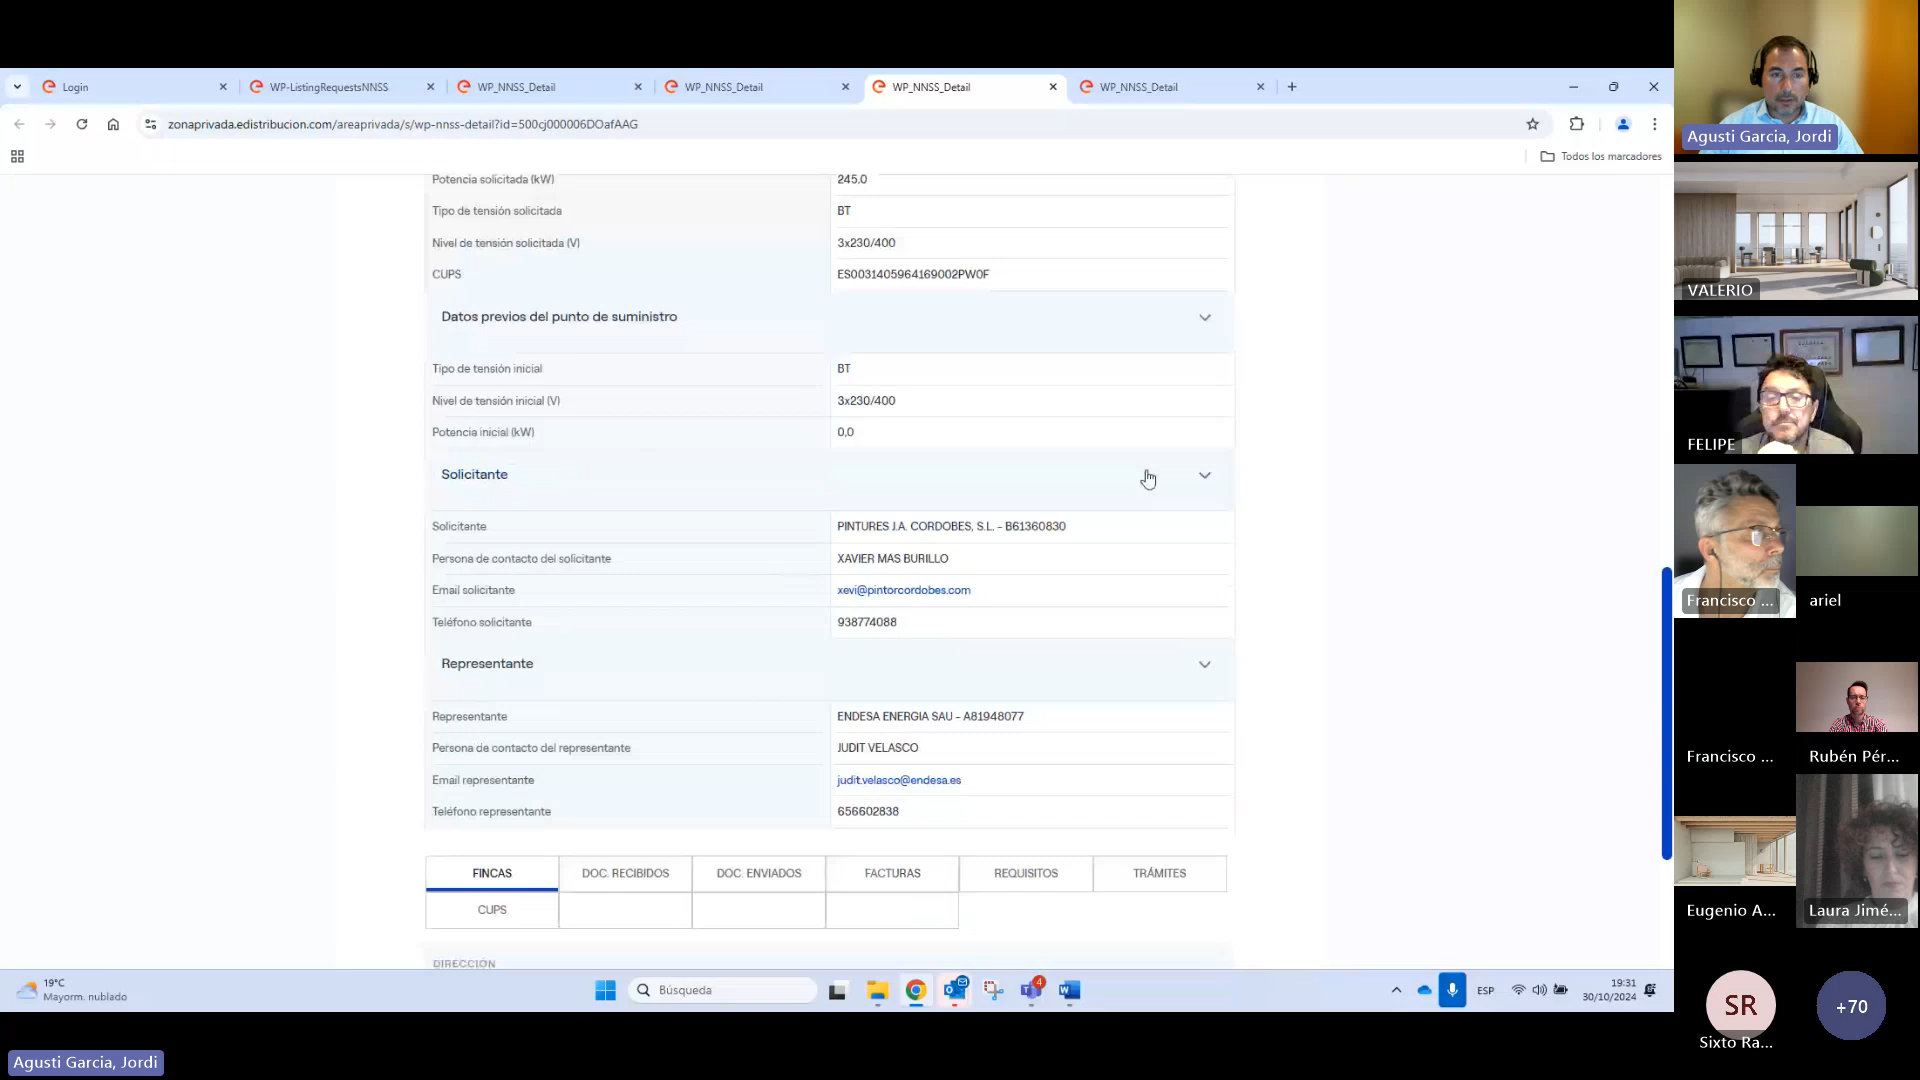 Login
WP-ListingRequestsNNSS
WP_NNSS_Detail
WP_NNSS_Detail
WP_NNSS_Detail
WP_NNSS_Detail
zonaprivada.edistribucion.com/areaprivada/s/wp-nnss-detail?id=500cj000006DOafAAG
Todos los marcadores
Potencia solicitada (kW) 245.0
Tipo de tensión solicitada BT
Nivel de tensión solicitada (V) 3x230/400
CUPS ES0031405964169002PW0F
Datos previos del punto de suministro
Tipo de tensión inicial BT
Nivel de tensión inicial (V) 3x230/400
Potencia inicial (kW) 0,0
Solicitante
Solicitante PINTURES J.A. CORDOBES, S.L. - B61360830
Persona de contacto del solicitante XAVIER MAS BURILLO
Email solicitante xevi@pintorcordobes.com
Teléfono solicitante 938774088
Representante
Representante ENDESA ENERGIA SAU - A81948077
Persona de contacto del representante JUDIT VELASCO
Email representante judit.velasco@endesa.es
Teléfono representante 656602838
FINCAS DOC. RECIBIDOS DOC. ENVIADOS FACTURAS REQUISITOS TRÁMITES
CUPS
DIRECCIÓN
19°C
Mayorm. nublado
Búsqueda
4
ESP
19:31
30/10/2024
Agusti Garcia, Jordi
Agusti Garcia, Jordi
VALERIO
FELIPE
Francisco ...
ariel
Francisco ...
Rubén Pér...
Eugenio A...
Laura Jimé...
SR
Sixto Ra...
+70